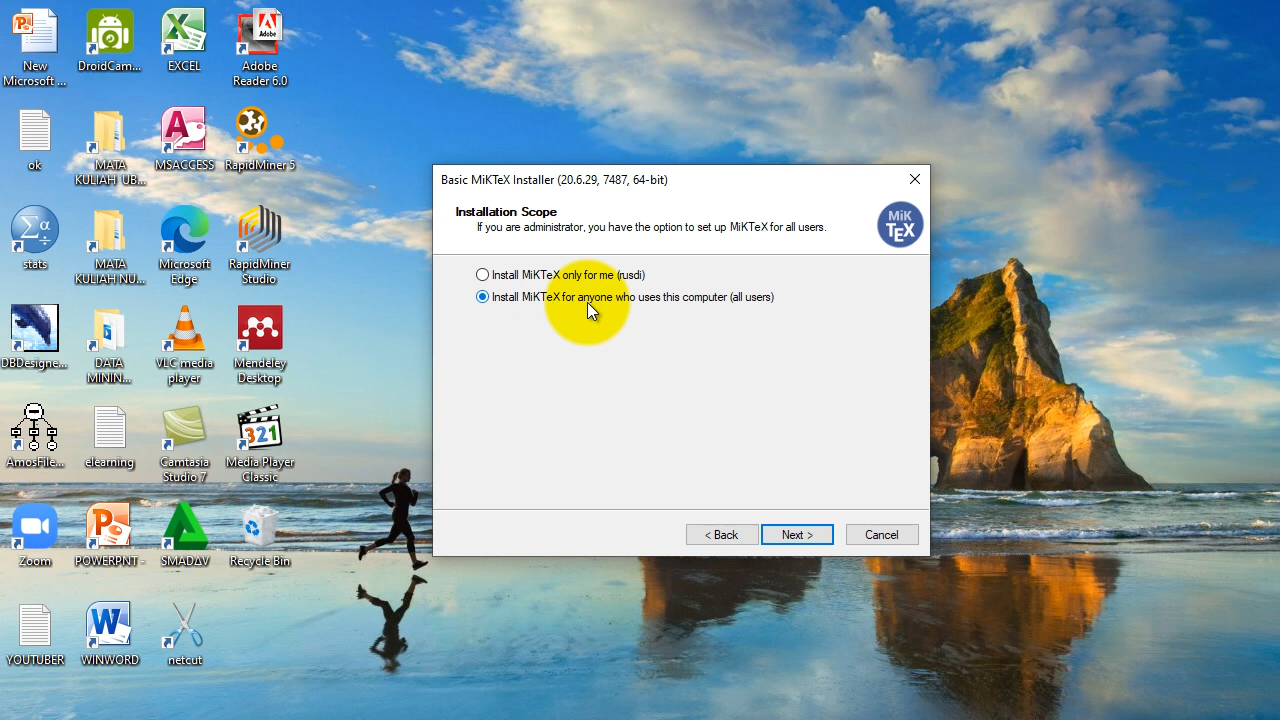 New
Microsoft ...
DroidCam...
EXCEL
Adobe
Adobe
Reader 6.0
ok
MATA
KULIAH UB...
MSACCESS
RapidMiner 5
stats
MATA
KULIAH NU...
Microsoft
Edge
RapidMiner
Studio
DBDesigne...
DATA
MININ...
VLC media
player
Mendeley
Desktop
AmosFile...
elearning
Camtasia
Studio 7
321
Media Player
Classic
Zoom
POWERPNT -
SMADΔV
Recycle Bin
YOUTUBER
WINWORD
netcut
Basic MiKTeX Installer (20.6.29, 7487, 64-bit)
Installation Scope
If you are administrator, you have the option to set up MiKTeX for all users.
MiK
TEX
Install MiKTeX only for me (rusdi)
Install MiKTeX for anyone who uses this computer (all users)
< Back
Next >
Cancel